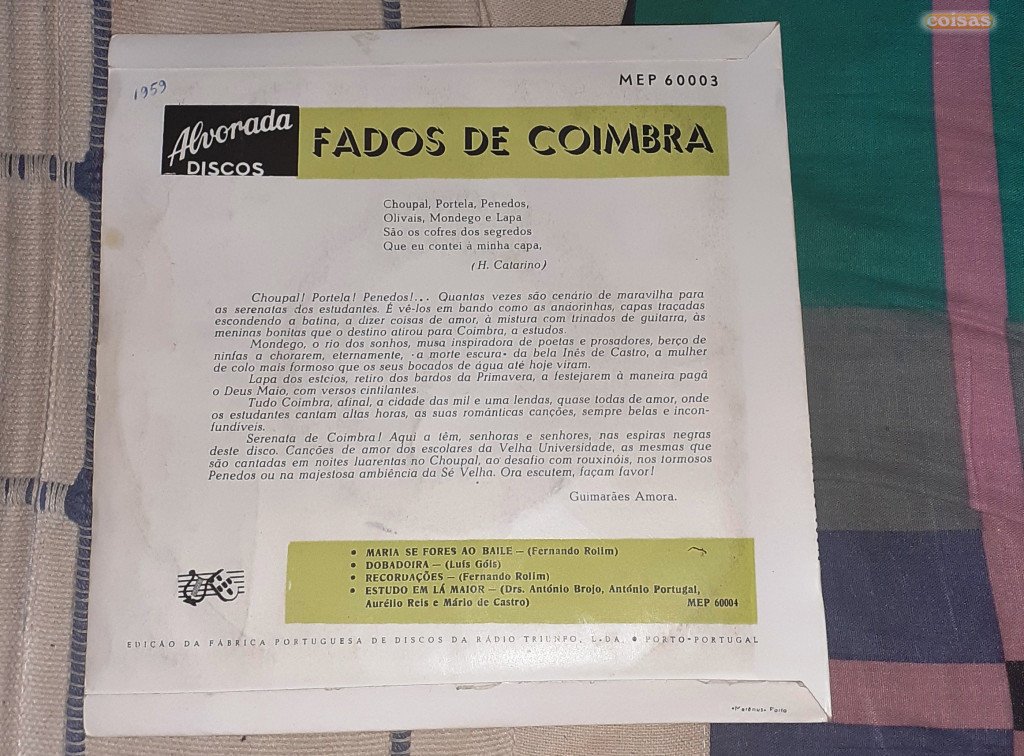 coisas
1959
MEP 60003
Alvorada
DISCOS
FADOS DE COIMBRA
Choupal, Portela, Penedos,
Olivais, Mondego e Lapa
São os cofres dos segredos
Que eu contei à minha capa,
(H. Catarino)
Choupal! Portela! Penedos!... Quantas vezes são cenário de maravilha para
as serenatas dos estudantes. É vê-los em bando como as andorinhas, capas traçadas
escondendo a batina, a dizer coisas de amor, à mistura com trinados de guitarra, às
meninas bonitas que o destino atirou para Coimbra, a estudos.
Mondego, o rio dos sonhos, musa inspiradora de poetas e prosadores, berço de
ninfas a chorarem, eternamente, «a morte escura» da bela Inês de Castro, a mulher
de colo mais formoso que os seus bocados de água até hoje viram.
Lapa dos esteios, retiro dos bardos da Primavera, a festejarem à maneira pagã
o Deus Maio, com versos cintilantes.
Tudo Coimbra, afinal, a cidade das mil e uma lendas, quase todas de amor, onde
os estudantes cantam altas horas, as suas românticas canções, sempre belas e incon-
fundíveis.
Serenata de Coimbra! Aqui a têm, senhoras e senhores, nas espiras negras
deste disco. Canções de amor dos escolares da Velha Universidade, as mesmas que
são cantadas em noites luarentas no Choupal, ao desafio com rouxinóis, nos formosos
Penedos ou na majestosa ambiência da Sé Velha. Ora escutem, façam favor!
Guimarães Amora.
• MARIA SE FORES AO BAILE — (Fernando Rolim)
• DOBADOIRA — (Luís Góis)
• RECORDAÇÕES — (Fernando Rolim)
• ESTUDO EM LÁ MAIOR — (Drs. António Brojo, António Portugal,
Aurélio Reis e Mário de Castro)
MEP 60004
EDIÇÃO DA FÁBRICA PORTUGUESA DE DISCOS DA RÁDIO TRIUNFO, L.DA. • PORTO-PORTUGAL
«Marânus» Porto